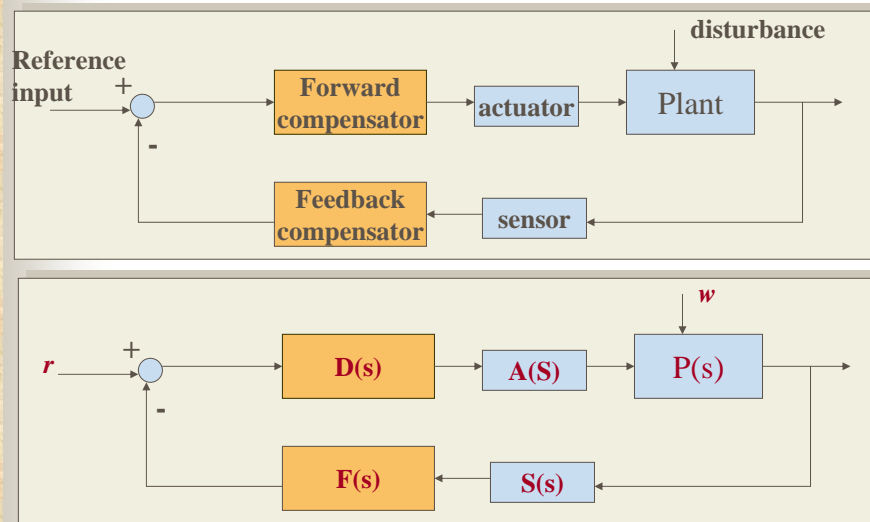 disturbance
Reference
input
+
Forward
compensator
actuator
Plant
-
Feedback
compensator
sensor
w
r
+
D(s)
A(S)
P(s)
-
F(s)
S(s)